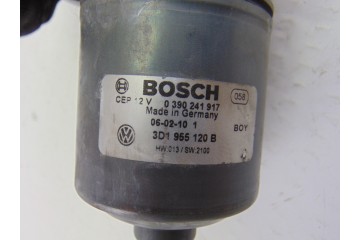 BOSCH
058
CEP 12 V 0 390 241 917
Made in Germany
06-02-10 1
BOY
3D1 955 120 B
HW 013 / SW 2100